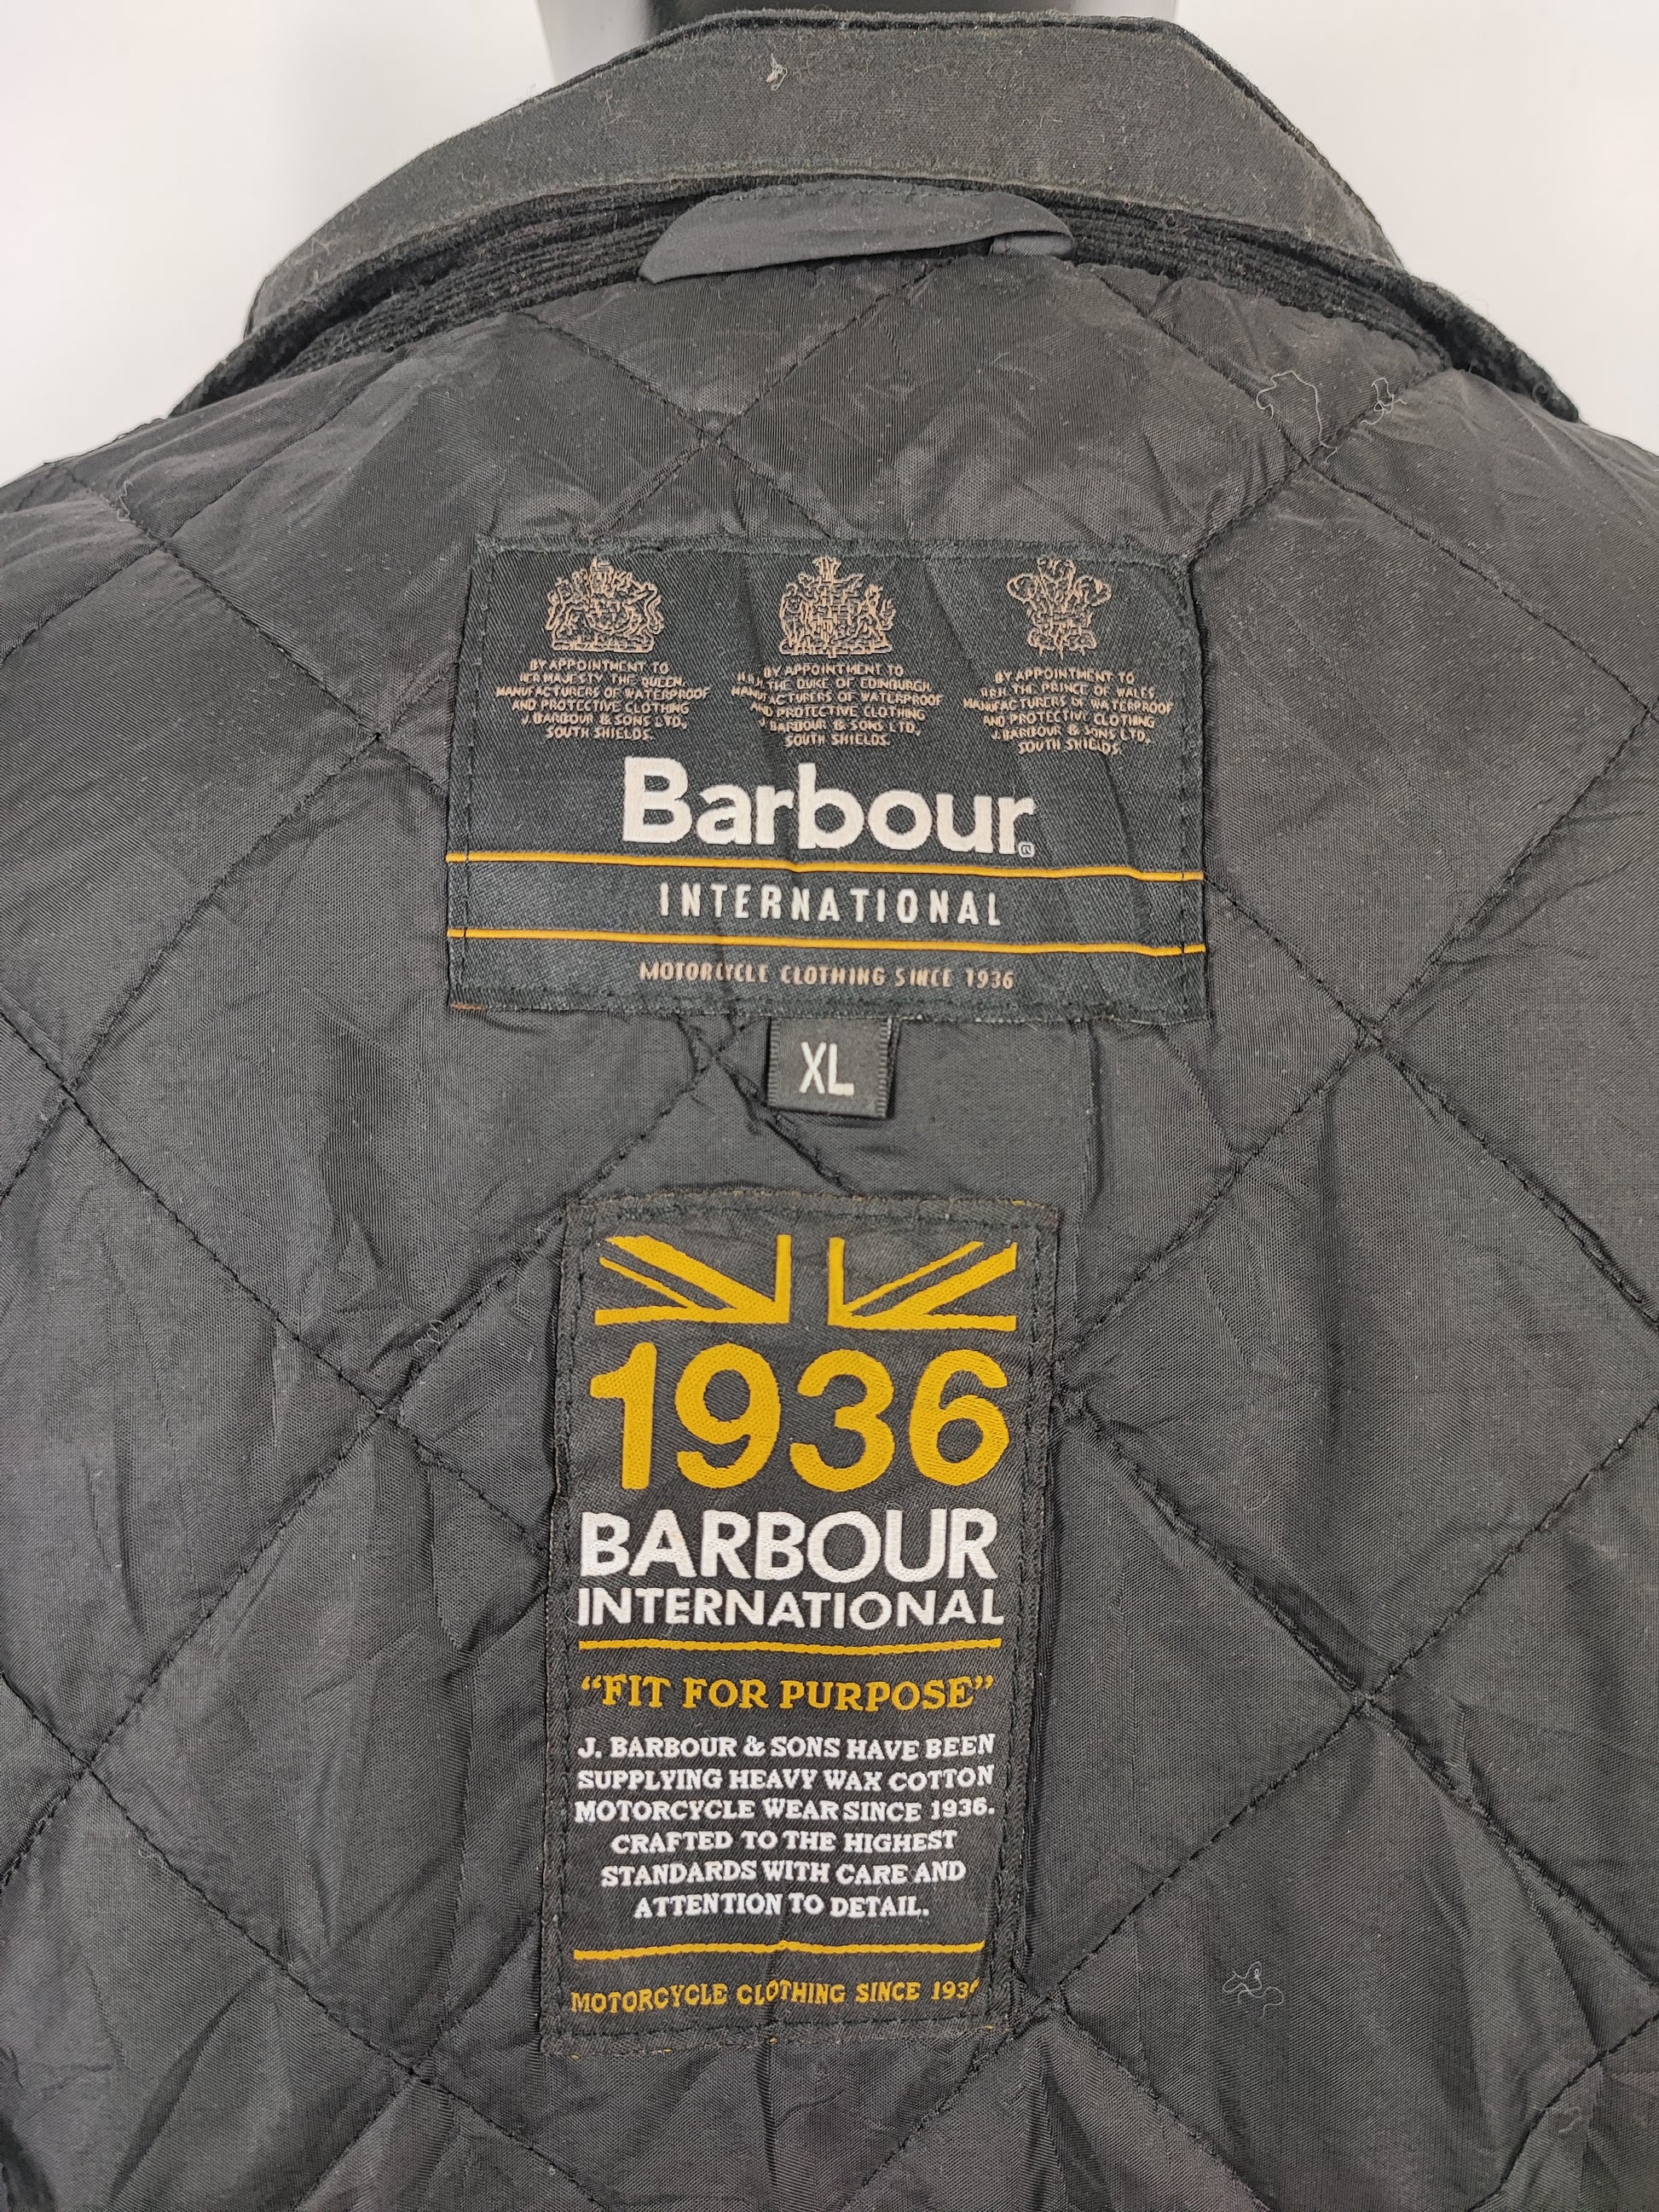 BY APPOINTMENT TO
HER MAJESTY THE QUEEN.
MANUFACTURERS OF WATERPROOF
AND PROTECTIVE CLOTHING
J. BARBOUR & SONS LTD.,
SOUTH SHIELDS.
BY APPOINTMENT TO
H.R.H. THE DUKE OF EDINBURGH.
MANUFACTURERS OF WATERPROOF
AND PROTECTIVE CLOTHING
J. BARBOUR & SONS LTD.,
SOUTH SHIELDS.
BY APPOINTMENT TO
H.R.H. THE PRINCE OF WALES.
MANUFACTURERS OF WATERPROOF
AND PROTECTIVE CLOTHING
J. BARBOUR & SONS LTD.,
SOUTH SHIELDS.
Barbour®
INTERNATIONAL
MOTORCYCLE CLOTHING SINCE 1936
XL
1936
BARBOUR
INTERNATIONAL
“FIT FOR PURPOSE”
J. BARBOUR & SONS HAVE BEEN
SUPPLYING HEAVY WAX COTTON
MOTORCYCLE WEAR SINCE 1936.
CRAFTED TO THE HIGHEST
STANDARDS WITH CARE AND
ATTENTION TO DETAIL.
MOTORCYCLE CLOTHING SINCE 1936